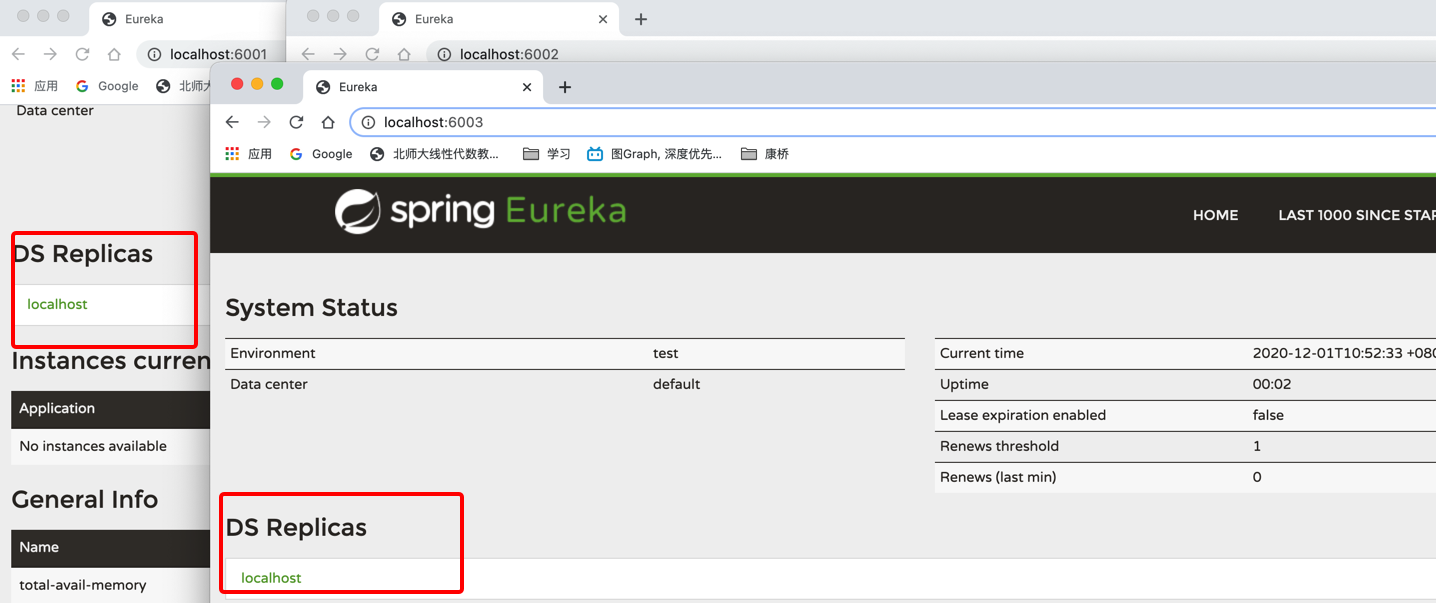 Eureka
localhost:6001
应用 Google 北师大
Data center
DS Replicas
localhost
Instances curren
Application
No instances available
General Info
Name
total-avail-memory
Eureka
localhost:6002
Eureka
localhost:6003
应用 Google 北师大线性代数教... 学习 图Graph, 深度优先... 康桥
spring Eureka
HOME LAST 1000 SINCE STAR
System Status
Environment test
Data center default
Current time 2020-12-01T10:52:33 +080
Uptime 00:02
Lease expiration enabled false
Renews threshold 1
Renews (last min) 0
DS Replicas
localhost